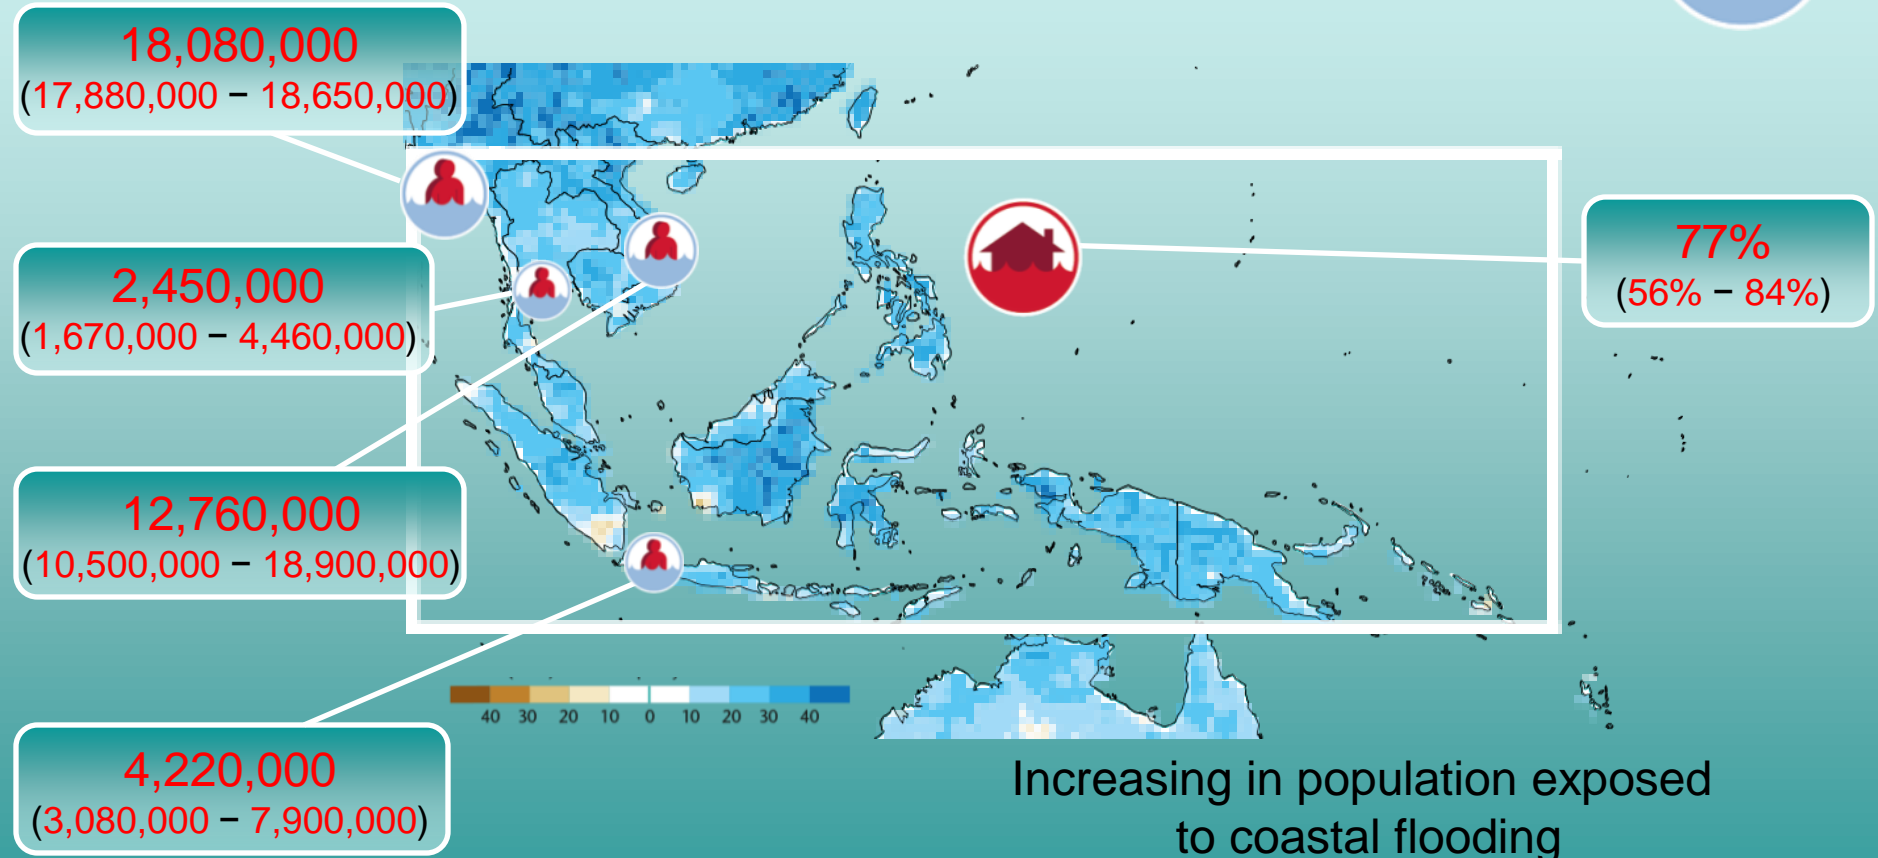 18,080,000
(17,880,000 – 18,650,000)
2,450,000
(1,670,000 – 4,460,000)
77%
(56% – 84%)
12,760,000
(10,500,000 – 18,900,000)
40 30 20 10 0 10 20 30 40
4,220,000
(3,080,000 – 7,900,000)
Increasing in population exposed
to coastal flooding